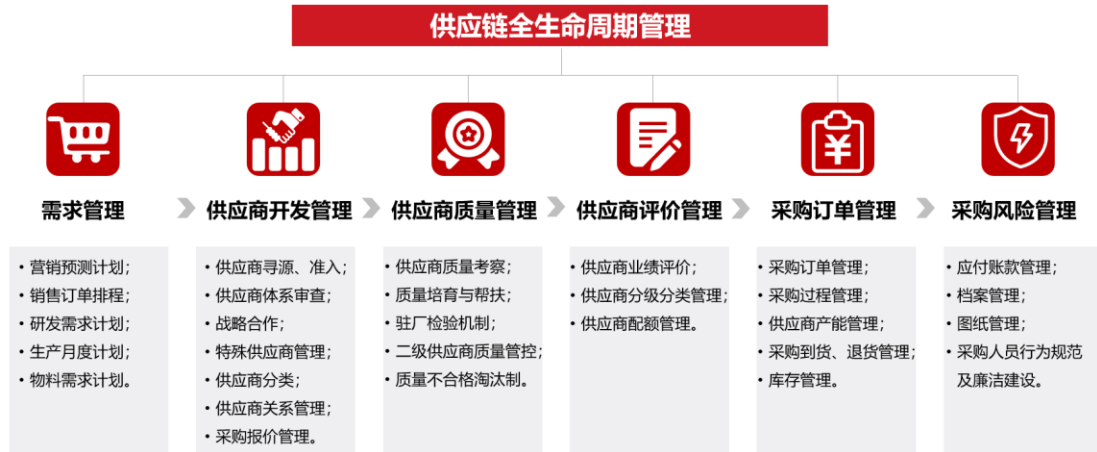 供应链全生命周期管理
需求管理
供应商开发管理
供应商质量管理
供应商评价管理
采购订单管理
采购风险管理
• 营销预测计划；
• 销售订单排程；
• 研发需求计划；
• 生产月度计划；
• 物料需求计划。
• 供应商寻源、准入；
• 供应商体系审查；
• 战略合作；
• 特殊供应商管理；
• 供应商分类；
• 供应商关系管理；
• 采购报价管理。
• 供应商质量考察；
• 质量培育与帮扶；
• 驻厂检验机制；
• 二级供应商质量管控；
• 质量不合格淘汰制。
• 供应商业绩评价；
• 供应商分级分类管理；
• 供应商配额管理。
• 采购订单管理；
• 采购过程管理；
• 供应商产能管理；
• 采购到货、退货管理；
• 库存管理。
• 应付账款管理；
• 档案管理；
• 图纸管理；
• 采购人员行为规范
及廉洁建设。